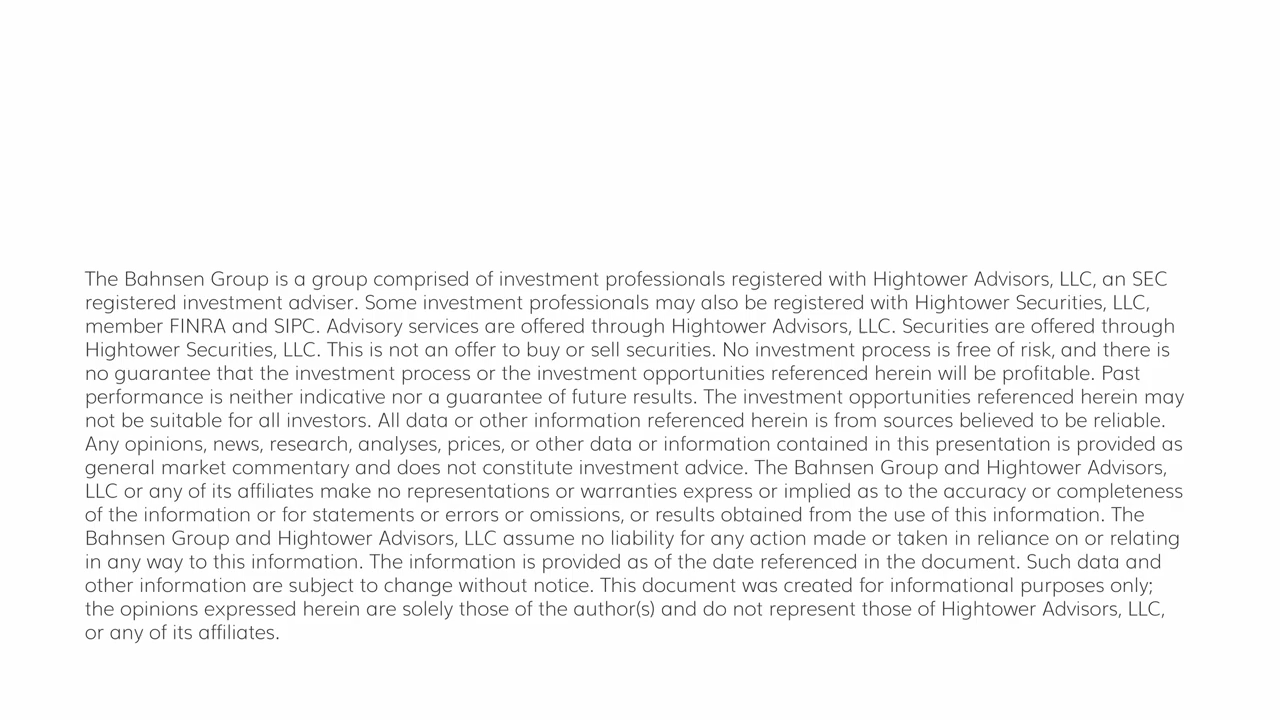 The Bahnsen Group is a group comprised of investment professionals registered with Hightower Advisors, LLC, an SEC
registered investment adviser. Some investment professionals may also be registered with Hightower Securities, LLC,
member FINRA and SIPC. Advisory services are offered through Hightower Advisors, LLC. Securities are offered through
Hightower Securities, LLC. This is not an offer to buy or sell securities. No investment process is free of risk, and there is
no guarantee that the investment process or the investment opportunities referenced herein will be profitable. Past
performance is neither indicative nor a guarantee of future results. The investment opportunities referenced herein may
not be suitable for all investors. All data or other information referenced herein is from sources believed to be reliable.
Any opinions, news, research, analyses, prices, or other data or information contained in this presentation is provided as
general market commentary and does not constitute investment advice. The Bahnsen Group and Hightower Advisors,
LLC or any of its affiliates make no representations or warranties express or implied as to the accuracy or completeness
of the information or for statements or errors or omissions, or results obtained from the use of this information. The
Bahnsen Group and Hightower Advisors, LLC assume no liability for any action made or taken in reliance on or relating
in any way to this information. The information is provided as of the date referenced in the document. Such data and
other information are subject to change without notice. This document was created for informational purposes only;
the opinions expressed herein are solely those of the author(s) and do not represent those of Hightower Advisors, LLC,
or any of its affiliates.